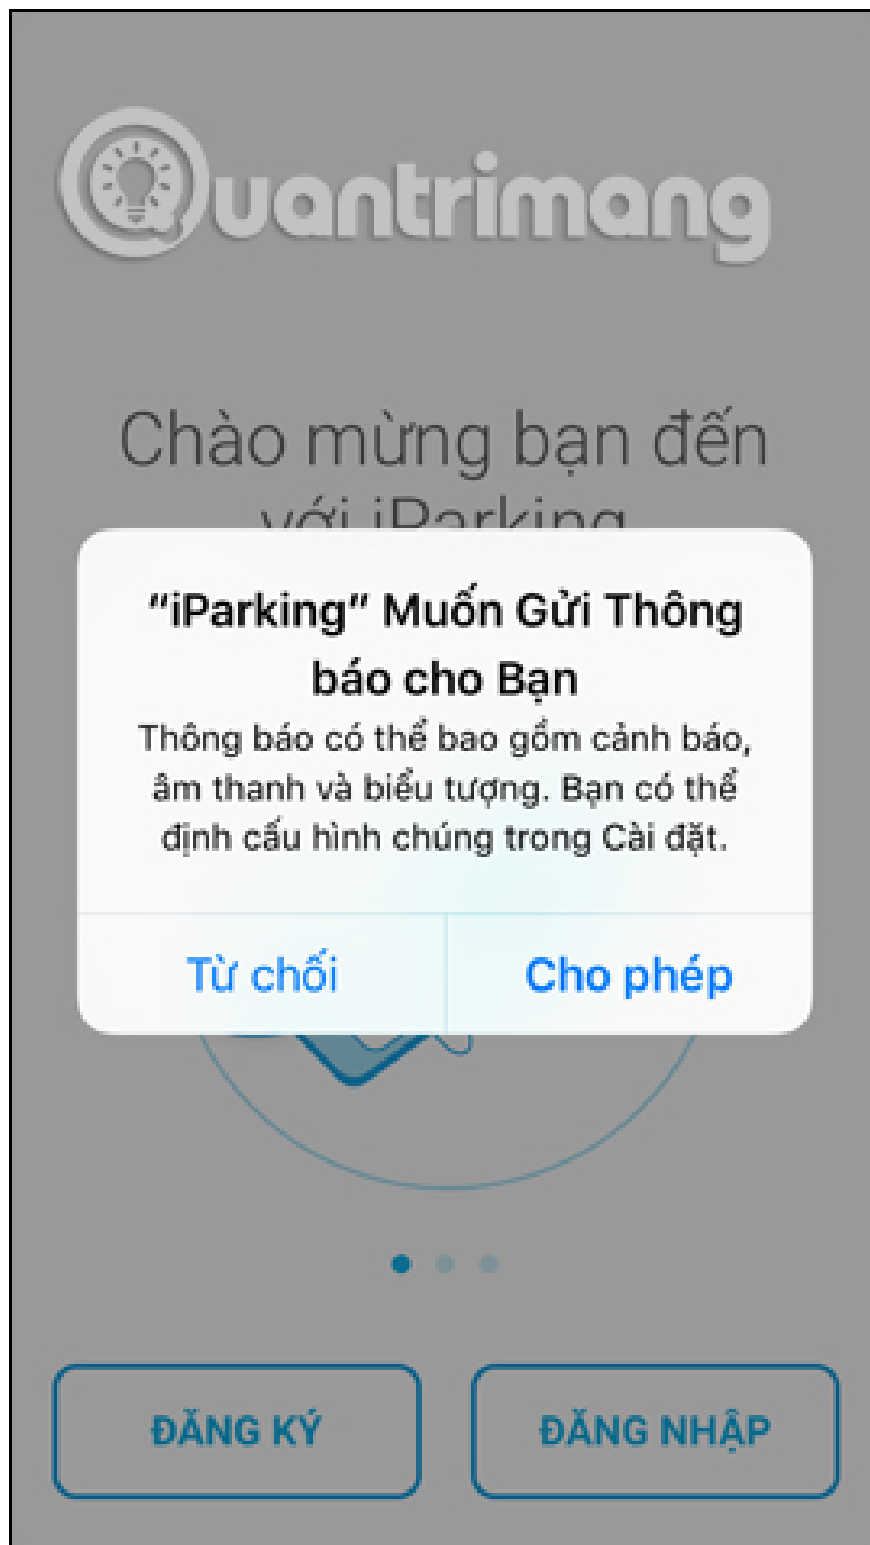 Quantrimang
Chào mừng bạn đến
với iParking
"iParking" Muốn Gửi Thông
báo cho Bạn
Thông báo có thể bao gồm cảnh báo,
âm thanh và biểu tượng. Bạn có thể
định cấu hình chúng trong Cài đặt.
Từ chối
Cho phép
ĐĂNG KÝ
ĐĂNG NHẬP